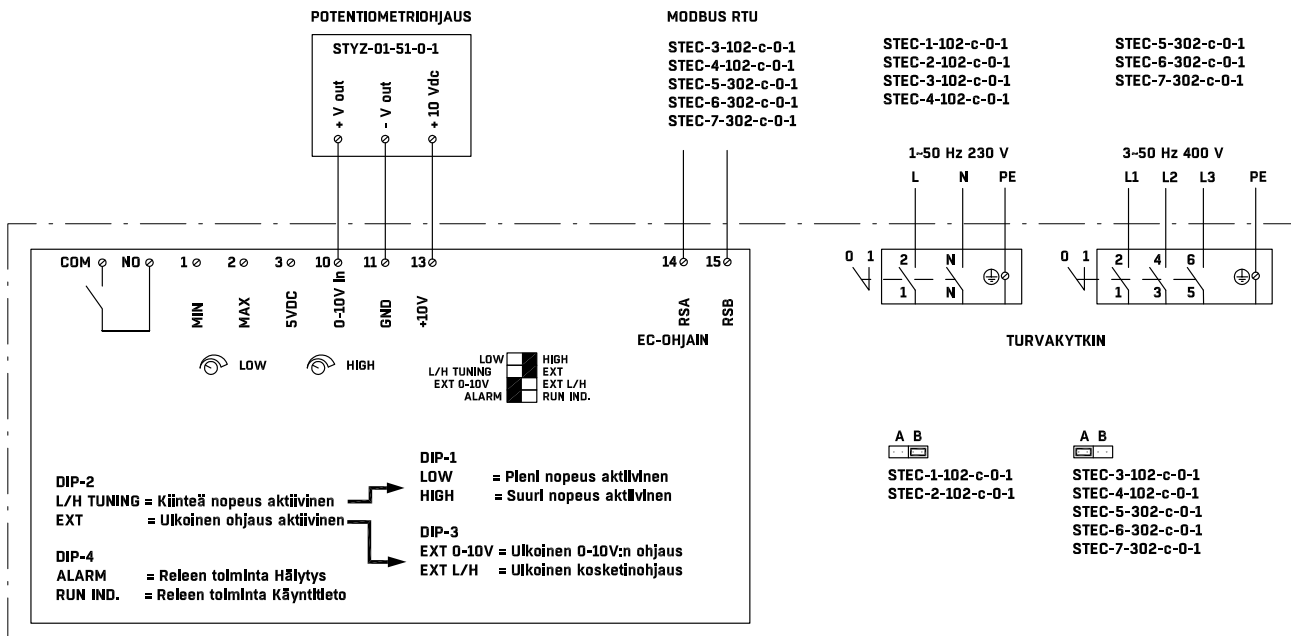 POTENTIOMETRIOHJAUS
STYZ-01-51-0-1
+ V out
- V out
+ 10 Vdc
MODBUS RTU
STEC-3-102-c-0-1
STEC-4-102-c-0-1
STEC-5-302-c-0-1
STEC-6-302-c-0-1
STEC-7-302-c-0-1
STEC-1-102-c-0-1
STEC-2-102-c-0-1
STEC-3-102-c-0-1
STEC-4-102-c-0-1
1~50 Hz 230 V
L N PE
STEC-5-302-c-0-1
STEC-6-302-c-0-1
STEC-7-302-c-0-1
3~50 Hz 400 V
L1 L2 L3 PE
COM NO 1 2 3 10 11 13 14 15
MIN
MAX
5VDC
0-10V In
GND
+10V
RSA
RSB
EC-OHJAIN
LOW
HIGH
LOW HIGH
L/H TUNING EXT
EXT 0-10V EXT L/H
ALARM RUN IND.
0 1 2 N
1 N
0 1 2 4 6
1 3 5
TURVAKYTKIN
DIP-2
L/H TUNING = Kiinteä nopeus aktiivinen
EXT = Ulkoinen ohjaus aktiivinen
DIP-4
ALARM = Releen toiminta Hälytys
RUN IND. = Releen toiminta Käyntitieto
DIP-1
LOW = Pieni nopeus aktiivinen
HIGH = Suuri nopeus aktiivinen
DIP-3
EXT 0-10V = Ulkoinen 0-10V:n ohjaus
EXT L/H = Ulkoinen kosketinohjaus
A B
STEC-1-102-c-0-1
STEC-2-102-c-0-1
A B
STEC-3-102-c-0-1
STEC-4-102-c-0-1
STEC-5-302-c-0-1
STEC-6-302-c-0-1
STEC-7-302-c-0-1